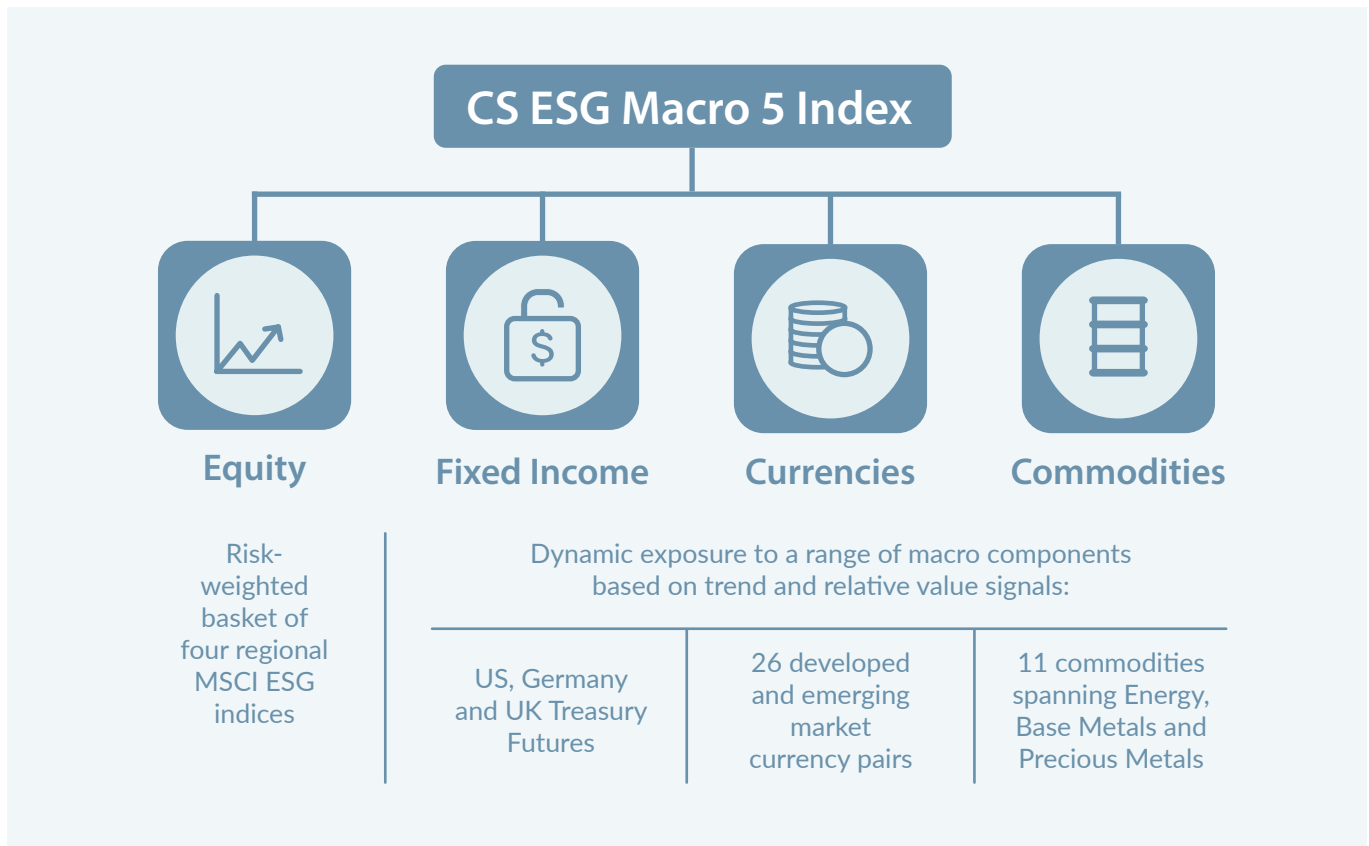 CS ESG Macro 5 Index
$
Equity
Fixed Income
Currencies
Commodities
Risk-
weighted
basket of
four regional
MSCI ESG
indices
Dynamic exposure to a range of macro components
based on trend and relative value signals:
US, Germany
and UK Treasury
Futures
26 developed
and emerging
market
currency pairs
11 commodities
spanning Energy,
Base Metals and
Precious Metals